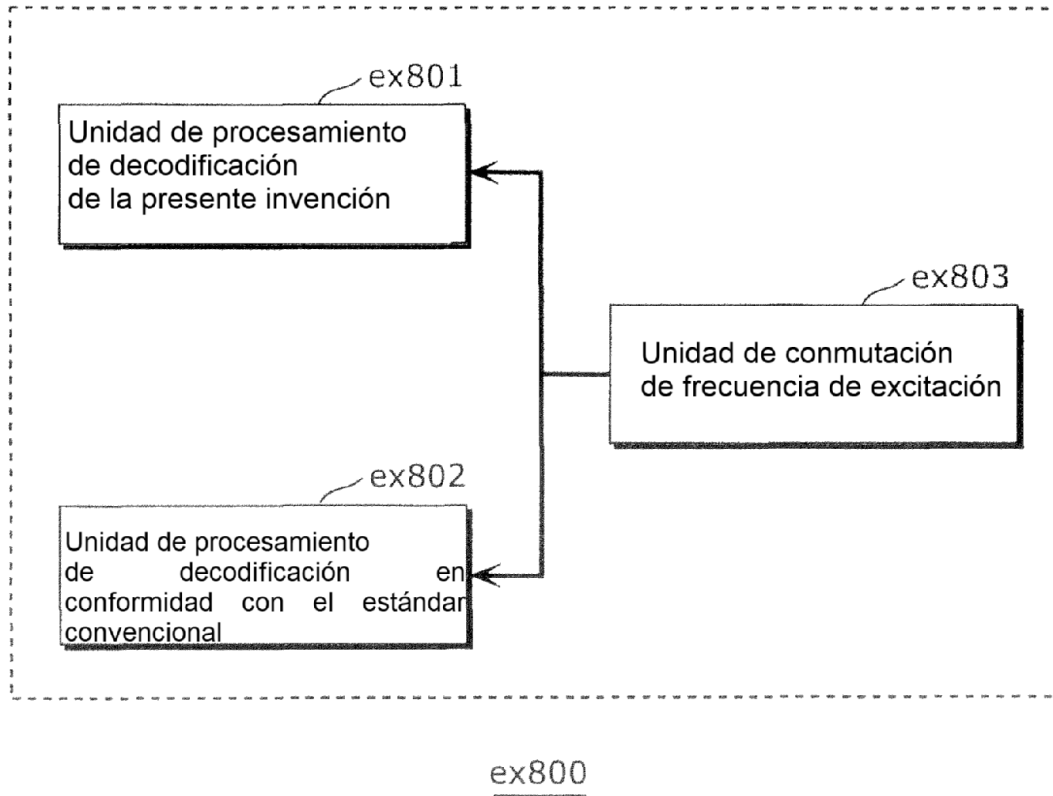 ex801
Unidad de procesamiento
de decodificación
de la presente invención
ex803
Unidad de conmutación
de frecuencia de excitación
ex802
Unidad de procesamiento
de decodificación en
conformidad con el estándar
convencional
ex800